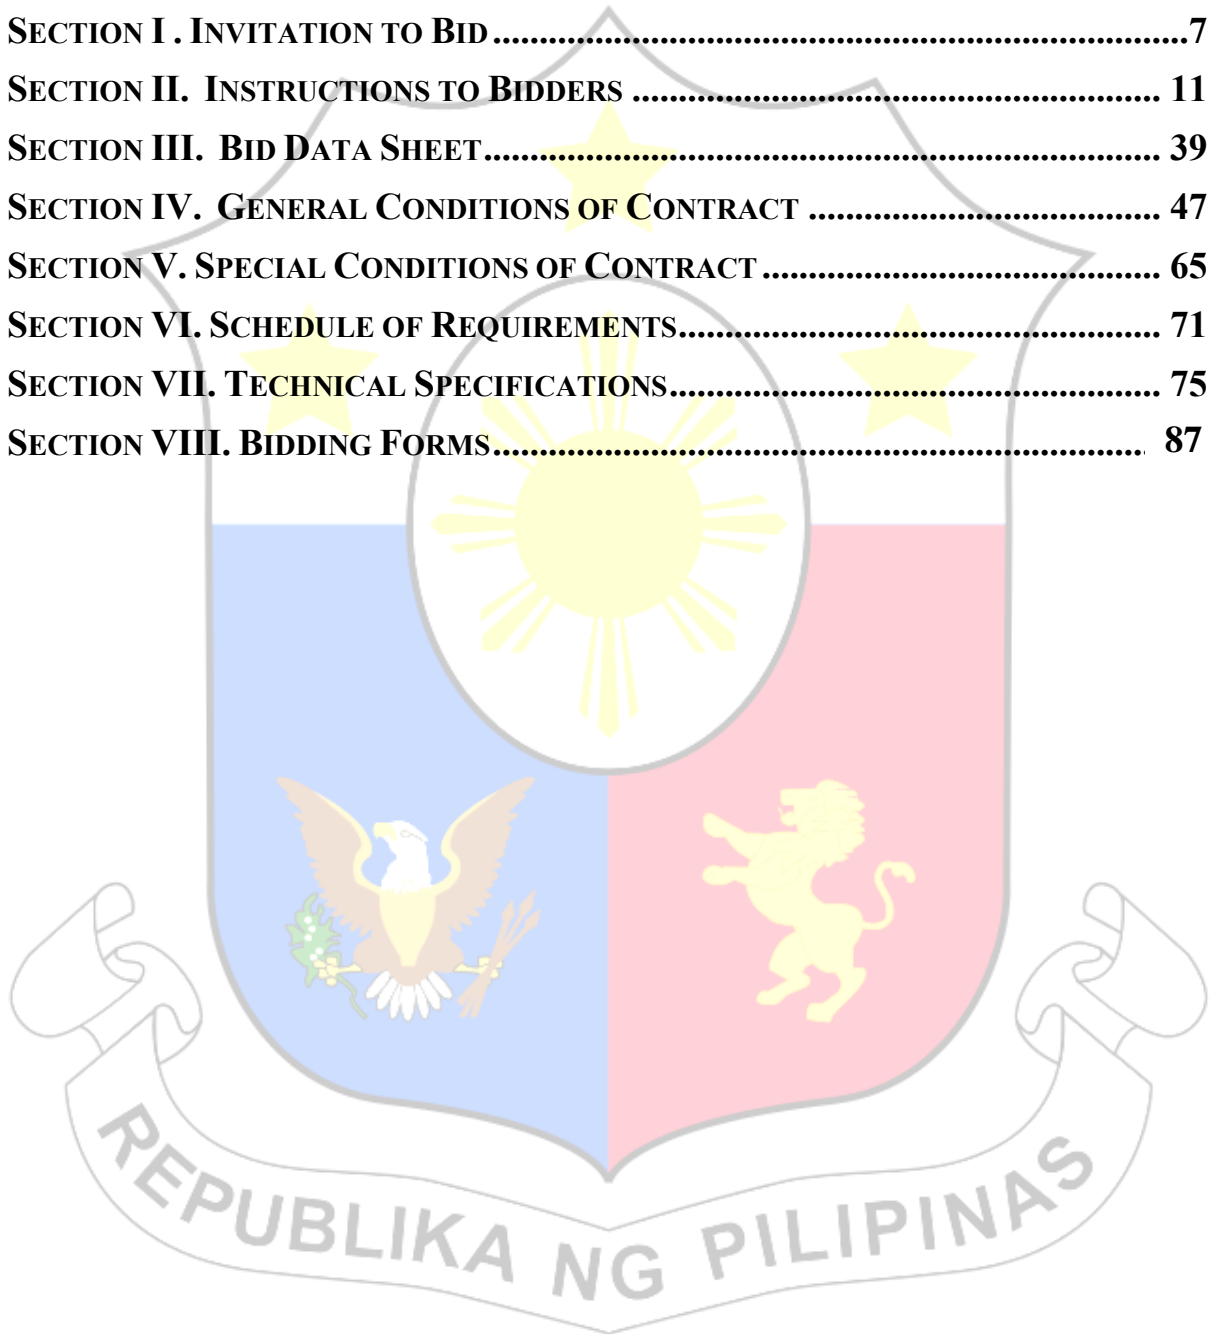 SECTION I . INVITATION TO BID ........................................................................... 7
SECTION II. INSTRUCTIONS TO BIDDERS ......................................................... 11
SECTION III. BID DATA SHEET ......................................................................... 39
SECTION IV. GENERAL CONDITIONS OF CONTRACT ...................................... 47
SECTION V. SPECIAL CONDITIONS OF CONTRACT ........................................... 65
SECTION VI. SCHEDULE OF REQUIREMENTS .................................................... 71
SECTION VII. TECHNICAL SPECIFICATIONS ..................................................... 75
SECTION VIII. BIDDING FORMS ...................................................................... 87
REPUBLIKA NG PILIPINAS